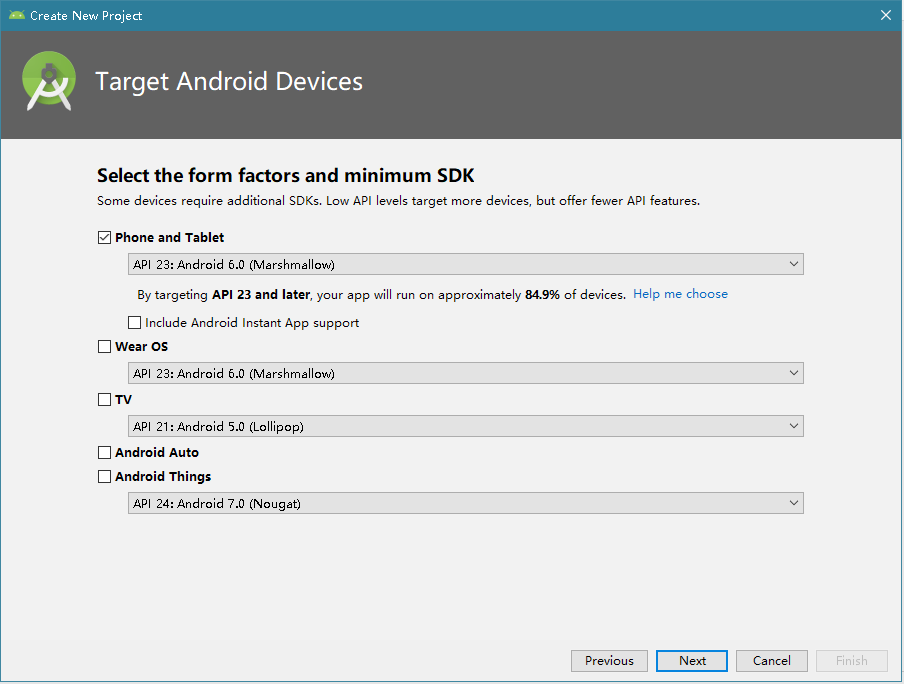 Create New Project
Target Android Devices
Select the form factors and minimum SDK
Some devices require additional SDKs. Low API levels target more devices, but offer fewer API features.
Phone and Tablet
API 23: Android 6.0 (Marshmallow)
By targeting API 23 and later, your app will run on approximately 84.9% of devices. Help me choose
Include Android Instant App support
Wear OS
API 23: Android 6.0 (Marshmallow)
TV
API 21: Android 5.0 (Lollipop)
Android Auto
Android Things
API 24: Android 7.0 (Nougat)
Previous Next Cancel Finish